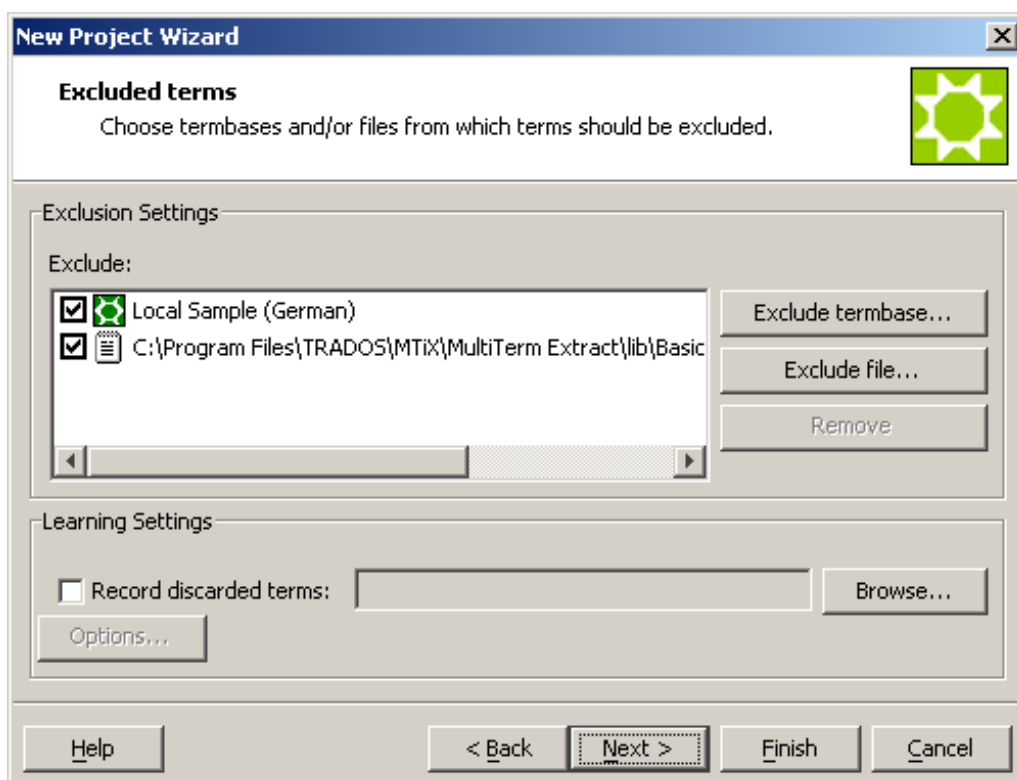 New Project Wizard
Excluded terms
Choose termbases and/or files from which terms should be excluded.
Exclusion Settings
Exclude:
Local Sample (German)
C:\Program Files\TRADOS\MTiX\MultiTerm Extract\lib\Basic
Exclude termbase...
Exclude file...
Remove
Learning Settings
Record discarded terms:
Browse...
Options...
Help
< Back
Next >
Finish
Cancel